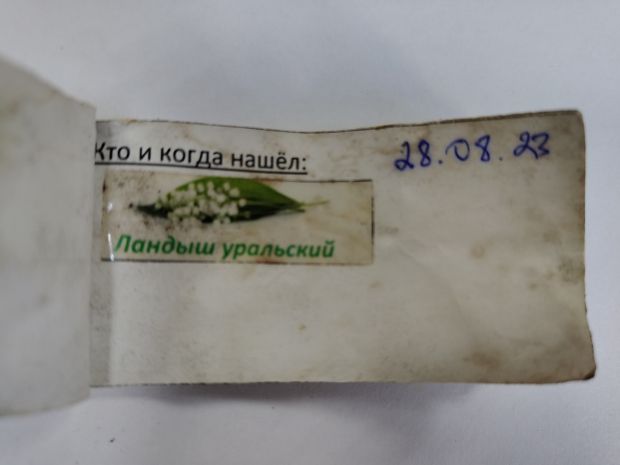 Кто и когда нашёл:
28.08.23
Ландыш уральский